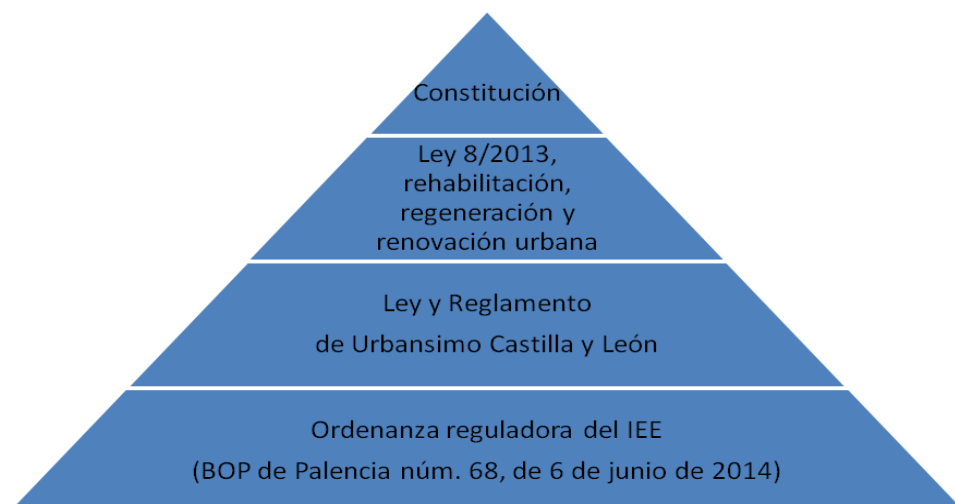 Constitución
Ley 8/2013,
rehabilitación,
regeneración y
renovación urbana
Ley y Reglamento
de Urbansimo Castilla y León
Ordenanza reguladora del IEE
(BOP de Palencia núm. 68, de 6 de junio de 2014)